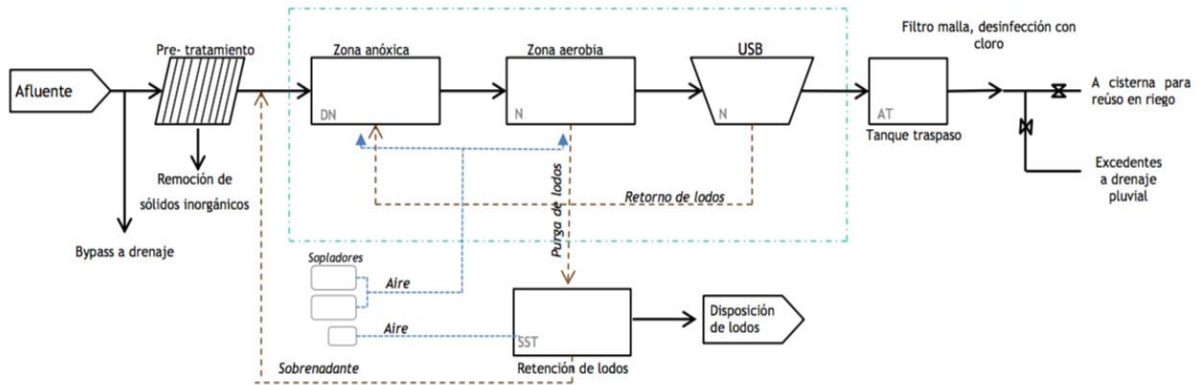 Filtro malla, desinfección con
cloro
Pre- tratamiento
Zona anóxica
Zona aerobia
USB
Afluente
DN
N
N
AT
A cisterna para
reúso en riego
Tanque traspaso
Remoción de
sólidos inorgánicos
Excedentes
a drenaje
pluvial
Retorno de lodos
Purga de lodos
Bypass a drenaje
Sopladores
Aire
Aire
SST
Disposición
de lodos
Retención de lodos
Sobrenadante